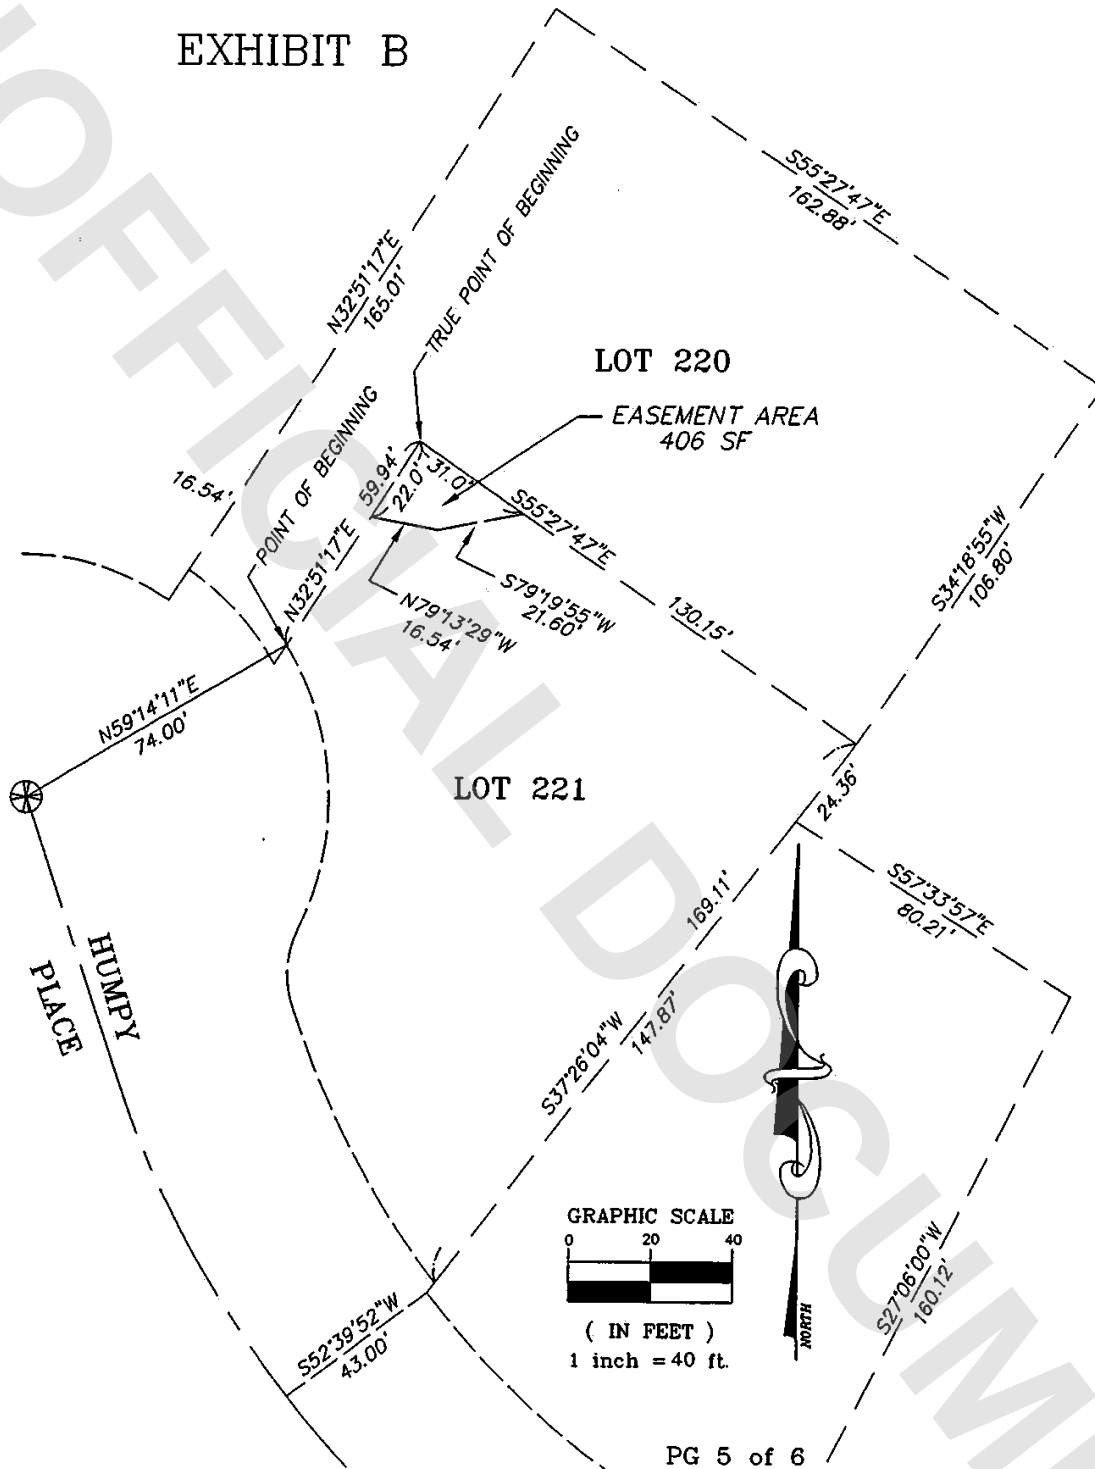 EXHIBIT B
S55°27'47"E
162.88'
TRUE POINT OF BEGINNING
N32°51'17"E
165.01'
LOT 220
EASEMENT AREA
406 SF
POINT OF BEGINNING
16.54'
59.94'
22.0'
31.0'
S55°27'47"E
130.15'
N32°51'17"E
S34°18'55"W
106.80'
S79°19'55"W
21.60'
N79°13'29"W
16.54'
N59°14'11"E
74.00'
LOT 221
24.36'
S57°33'57"E
80.21'
169.11'
147.87'
S37°26'04"W
HUMPY
PLACE
GRAPHIC SCALE
0 20 40
( IN FEET )
1 inch = 40 ft.
NORTH
S27°06'00"W
160.12'
S52°39'52"W
43.00'
PG 5 of 6
OFFICIAL DOCUM